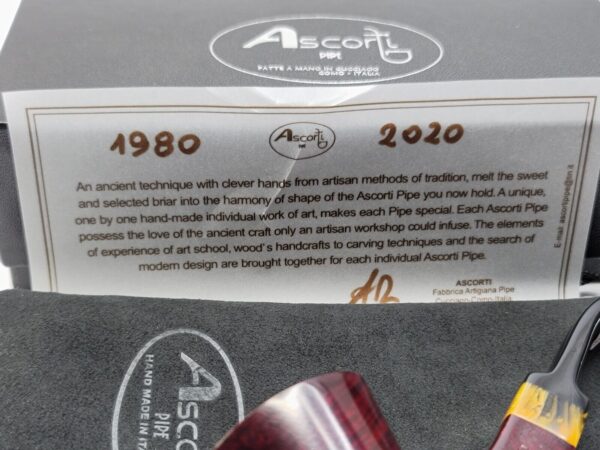 Ascorti
PIPE
FATTE A MANO IN CUCCIAGO
COMO - ITALIA
1980
Ascorti
PIPE
2020
An ancient technique with clever hands from artisan methods of tradition, melt the sweet
and selected briar into the harmony of shape of the Ascorti Pipe you now hold. A unique,
one by one hand-made individual work of art, makes each Pipe special. Each Ascorti Pipe
possess the love of the ancient craft only an artisan workshop could infuse. The elements
of experience of art school, wood's handcrafts to carving techniques and the search of
modern design are brought together for each individual Ascorti Pipe.
ASCORTI
Fabbrica Artigiana Pipe
Cucciago-Como-Italia
Ascorti
PIPE
HAND MADE IN